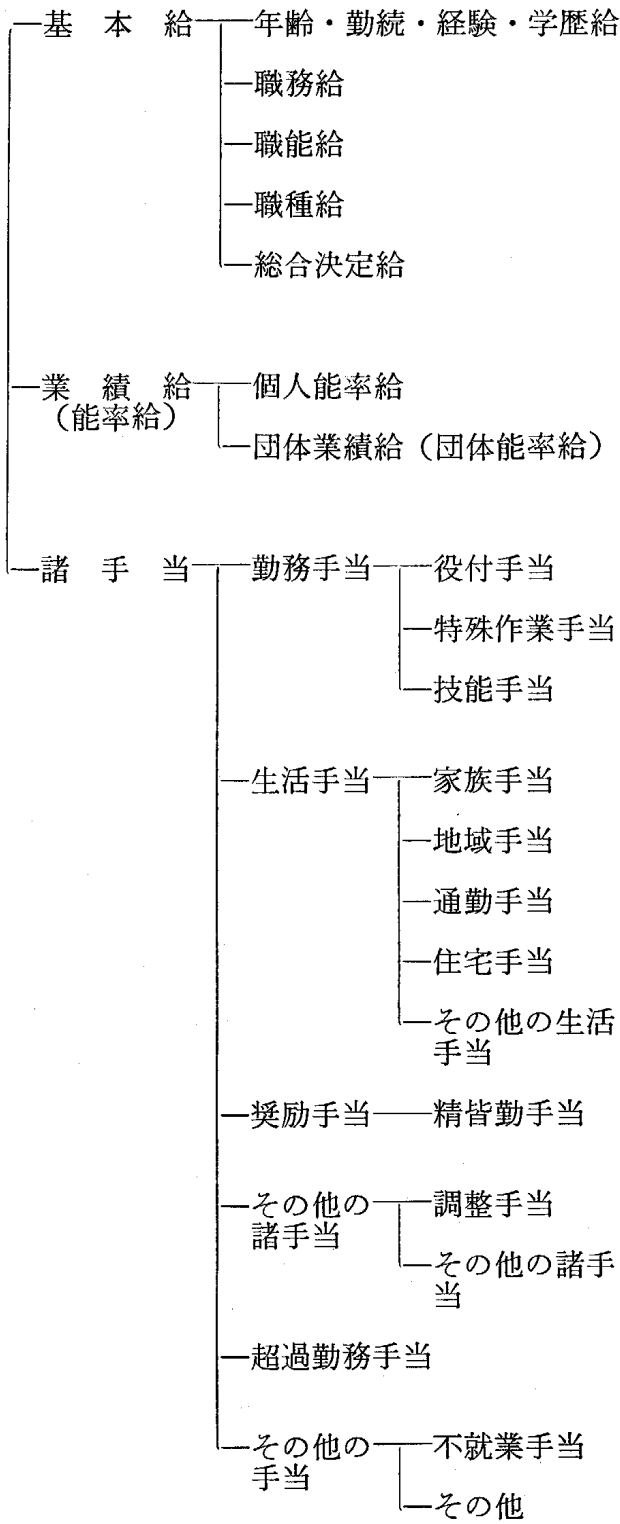 基本給 年齢・勤続・経験・学歴給
職務給
職能給
職種給
総合決定給
業績給 個人能率給
(能率給)
団体業績給(団体能率給)
諸手当 勤務手当 役付手当
特殊作業手当
技能手当
生活手当 家族手当
地域手当
通勤手当
住宅手当
その他の生活
手当
奨励手当 精皆勤手当
その他の 調整手当
諸手当
その他の諸手
当
超過勤務手当
その他の 不就業手当
手当
その他